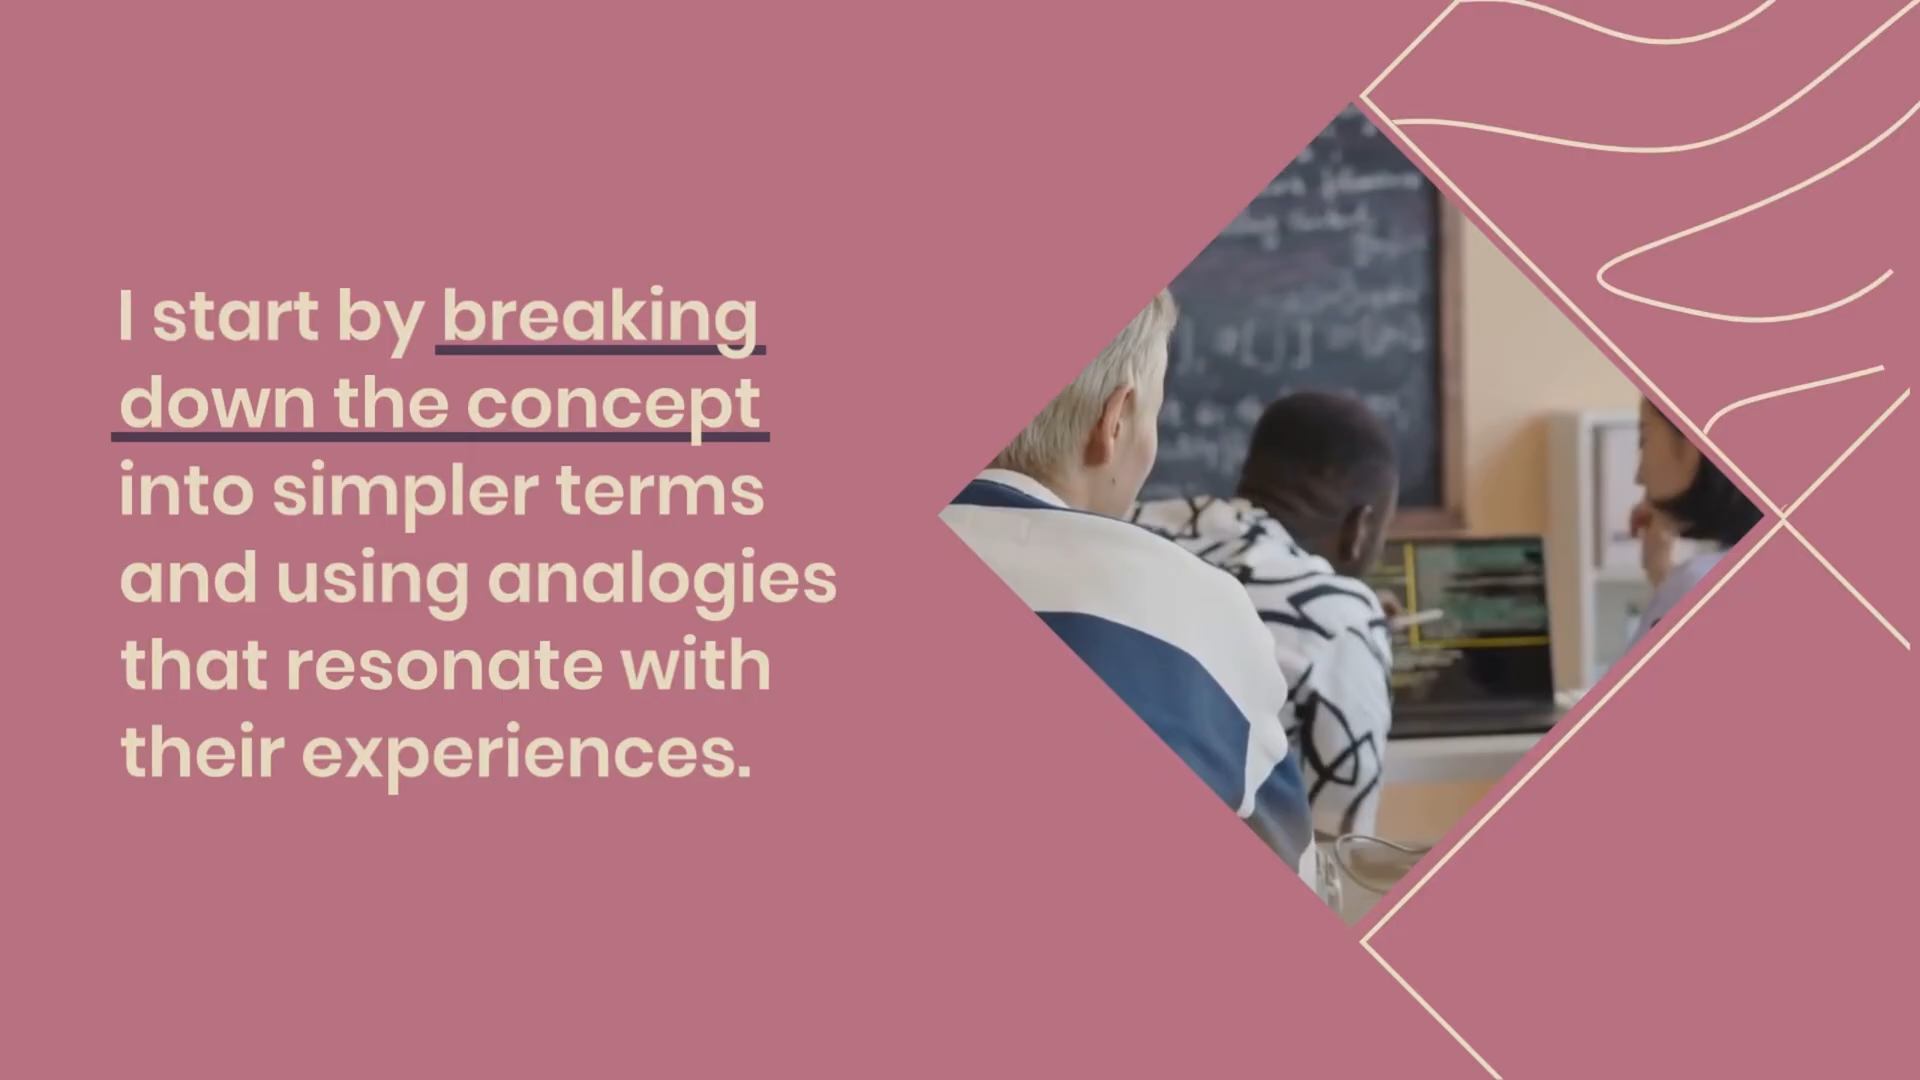 I start by breaking
down the concept
into simpler terms
and using analogies
that resonate with
their experiences.